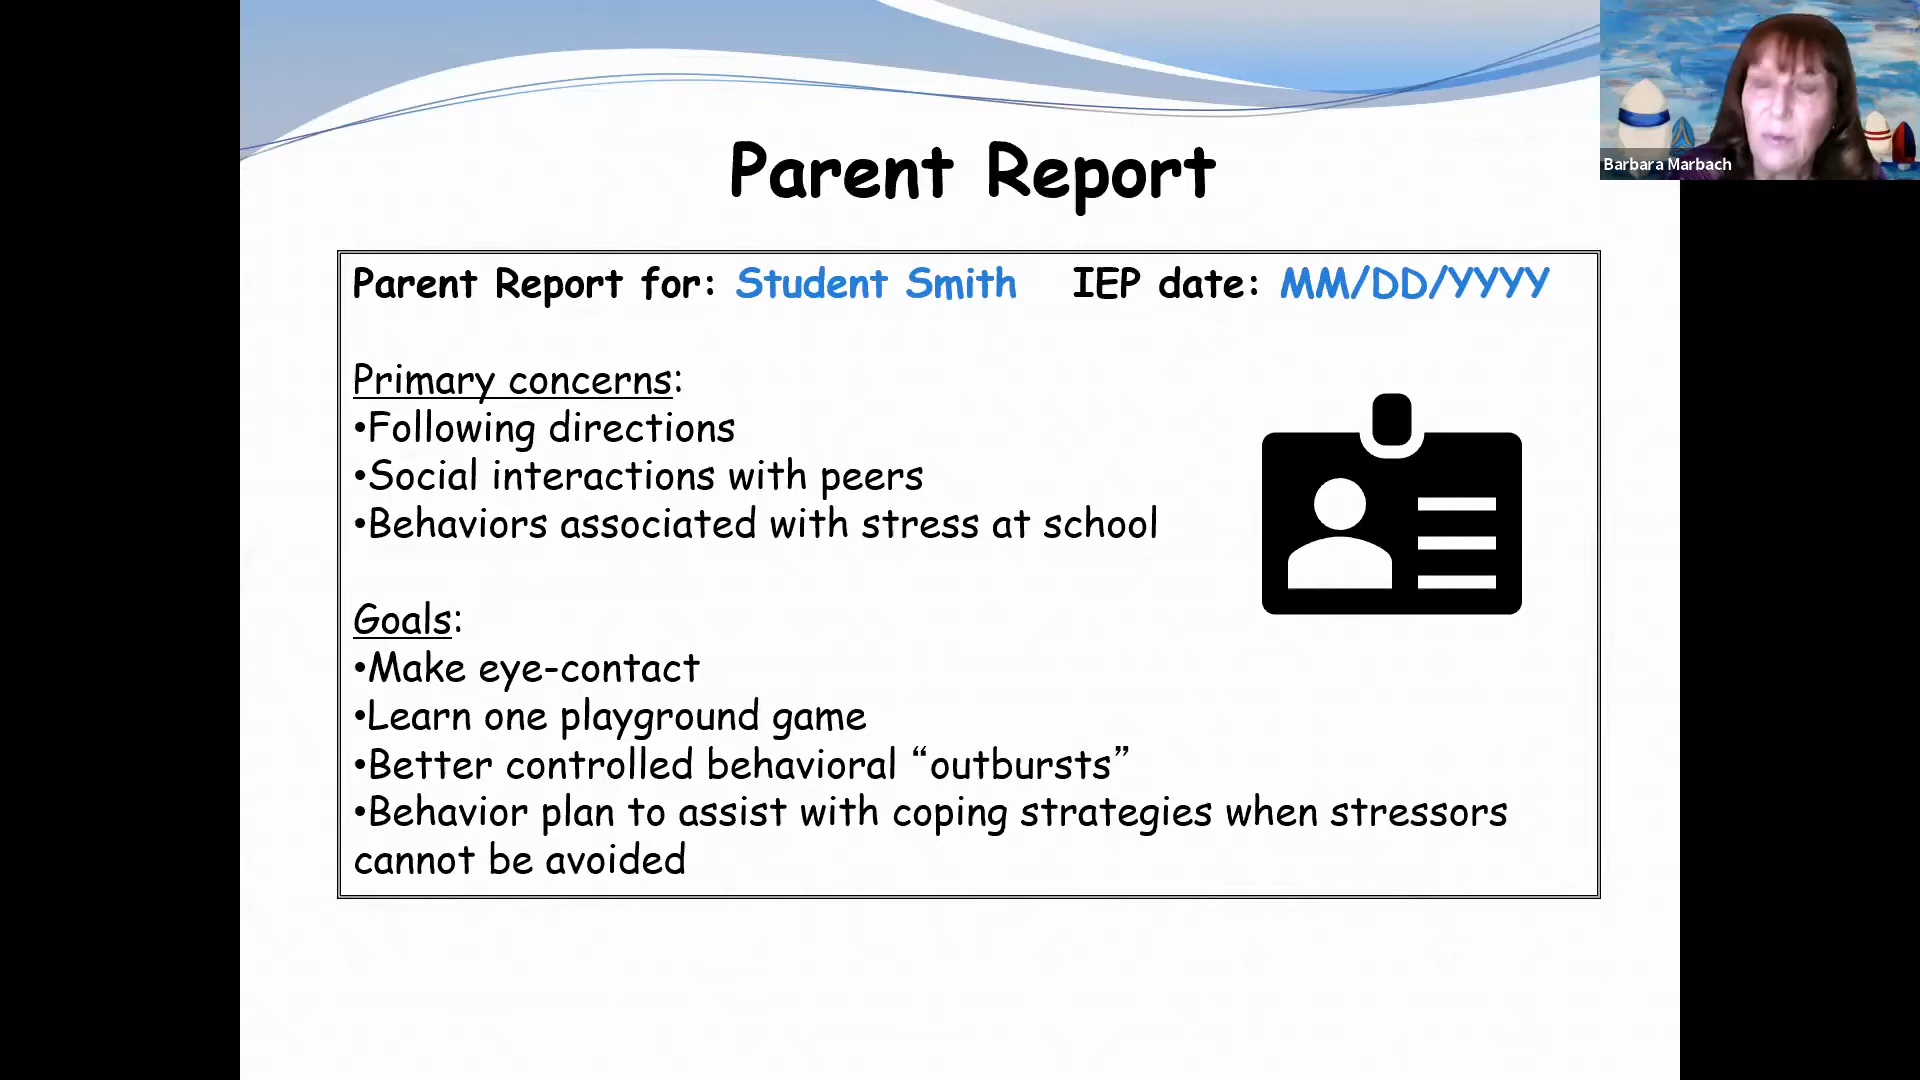 Parent Report
Barbara Marbach
Parent Report for: Student Smith IEP date: MM/DD/YYYY
Primary concerns:
•Following directions
•Social interactions with peers
•Behaviors associated with stress at school
Goals:
•Make eye-contact
•Learn one playground game
•Better controlled behavioral “outbursts”
•Behavior plan to assist with coping strategies when stressors
cannot be avoided